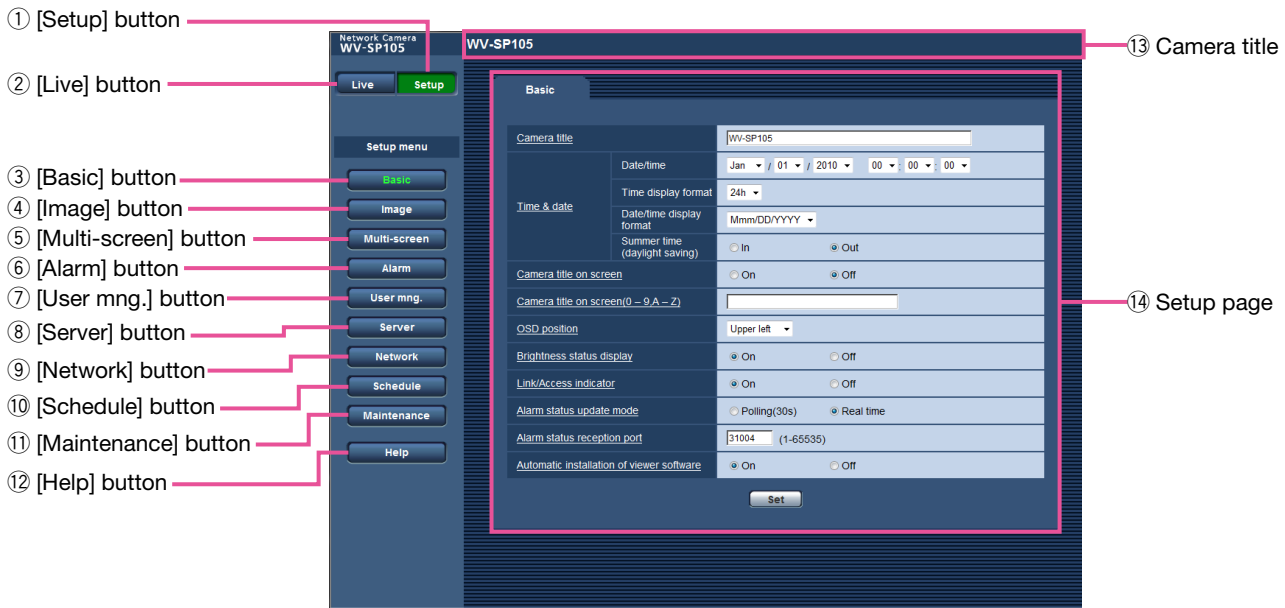 ① [Setup] button
② [Live] button
③ [Basic] button
④ [Image] button
⑤ [Multi-screen] button
⑥ [Alarm] button
⑦ [User mng.] button
⑧ [Server] button
⑨ [Network] button
⑩ [Schedule] button
⑪ [Maintenance] button
⑫ [Help] button
Network Camera
WV-SP105
Live Setup
Setup menu
Basic
Image
Multi-screen
Alarm
User mng.
Server
Network
Schedule
Maintenance
Help
WV-SP105
Basic
Camera title WV-SP105
Time & date
Date/time Jan / 01 / 2010 00 : 00 : 00
Time display format 24h
Date/time display
format
Mmm/DD/YYYY
Summer time
(daylight saving)
In Out
Camera title on screen On Off
Camera title on screen(0 – 9,A – Z)
OSD position Upper left
Brightness status display On Off
Link/Access indicator On Off
Alarm status update
mode
Polling(30s) Real time
Alarm status reception
port
31004 (1-65535)
Automatic installation
of viewer software
On Off
Set
⑬ Camera title
⑭ Setup page